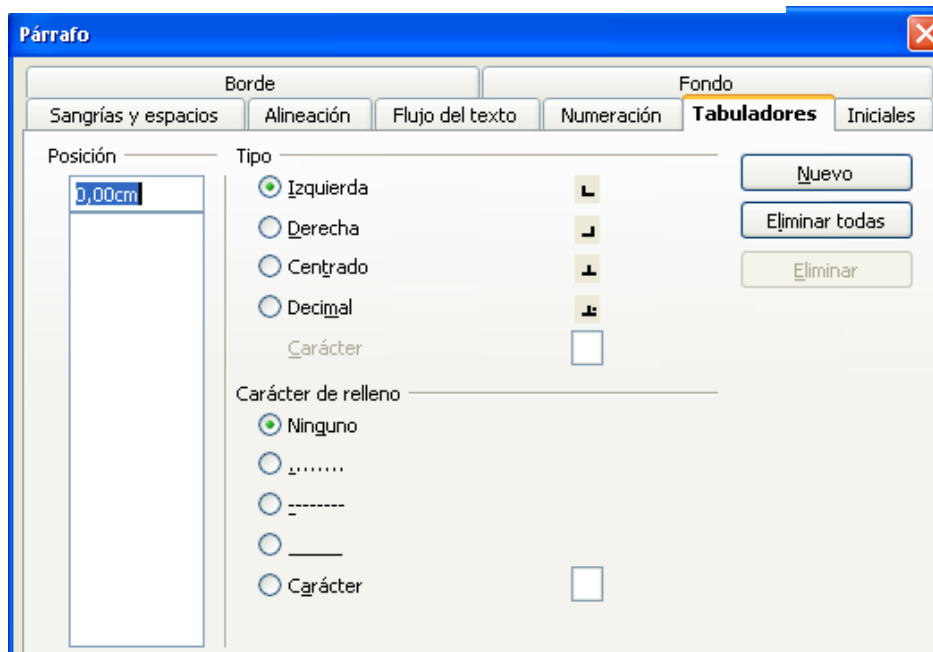 Párrafo
Borde Fondo
Sangrías y espacios Alineación Flujo del texto Numeración Tabuladores Iniciales
Posición Tipo
0,00cm Izquierda Nuevo
Derecha Eliminar todas
Centrado Eliminar
Decimal
Carácter
Carácter de relleno
Ninguno
........
--------
_____
Carácter